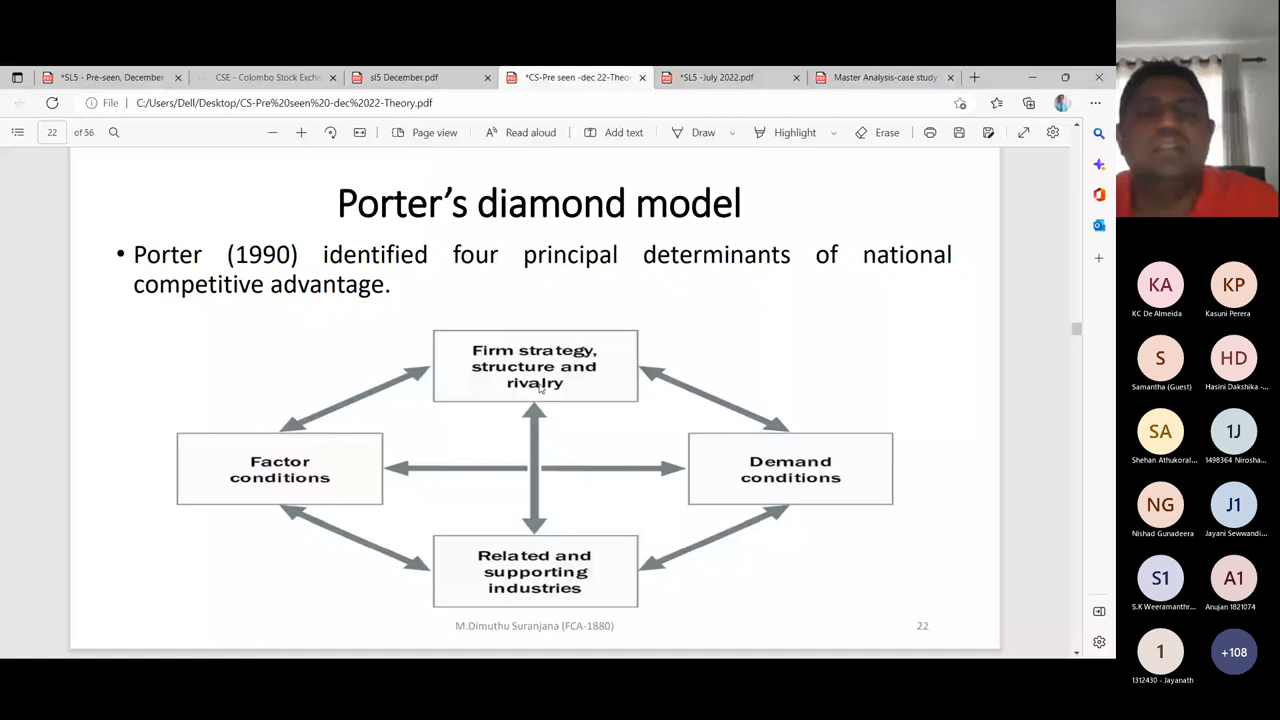 *SL5 - Pre-seen, December
CSE - Colombo Stock Excha
sl5 December.pdf
*CS-Pre seen -dec 22-Theor
*SL5 -July 2022.pdf
Master Analysis-case study
File
C:/Users/Dell/Desktop/CS-Pre%20seen%20-dec%2022-Theory.pdf
22 of 56
Page view
Read aloud
Add text
Draw
Highlight
Erase
Porter's diamond model
• Porter (1990) identified four principal determinants of national
competitive advantage.
Firm strategy,
structure and
rivalry
Factor
conditions
Demand
conditions
Related and
supporting
industries
M.Dimuthu Suranjana (FCA-1880)
22
KA
KC De Almeida
KP
Kasuni Perera
S
Samantha (Guest)
HD
Hasini Dakshika -...
SA
Shehan Athukoral...
1J
1498364 Nirosha...
NG
Nishad Gunadeera
J1
Jayani Sewwandi...
S1
S.K Weeramanthr...
A1
Anujan 1821074
1
1312430 - Jayanath
+108